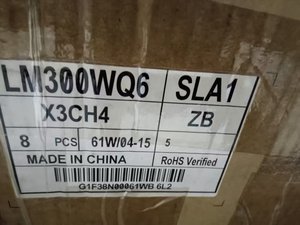 LM300WQ6 SLA1
X3CH4 ZB
8 PCS 61W/04-15 5
MADE IN CHINA RoHS Verified
G1F38N00061WB 6L2